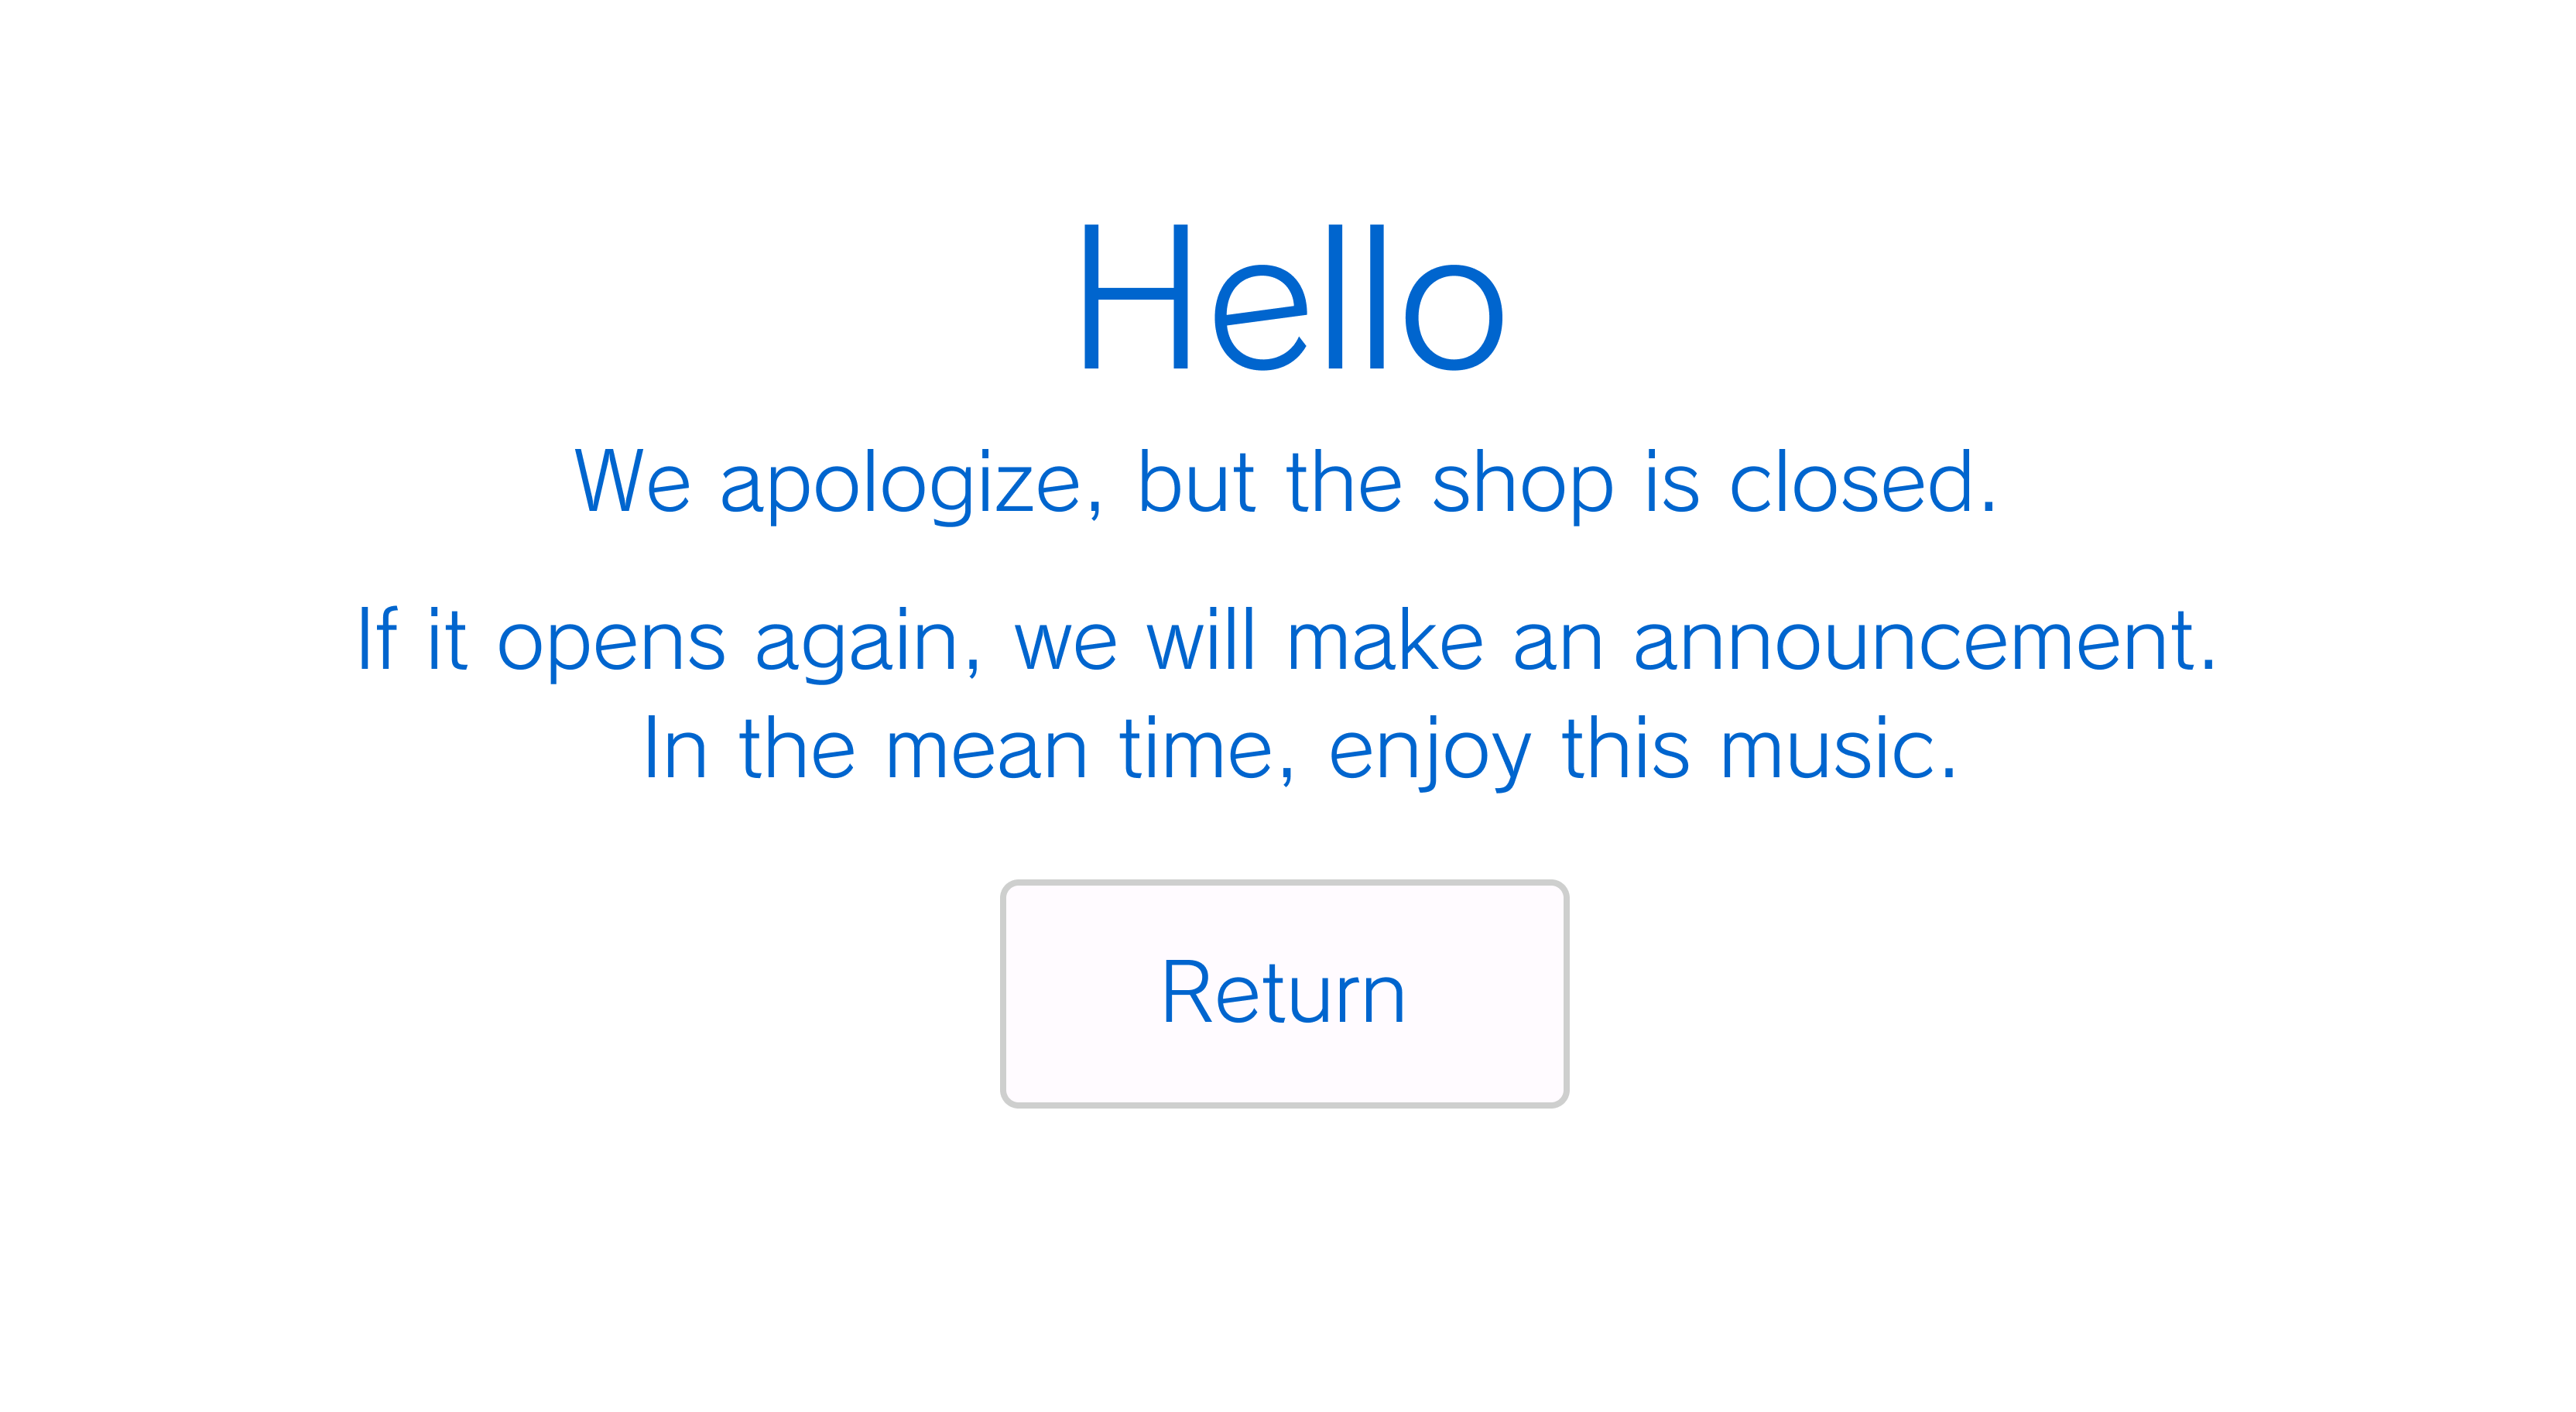 Hello
We apologize, but the shop is closed.
If it opens again, we will make an announcement.
In the mean time, enjoy this music.
Return